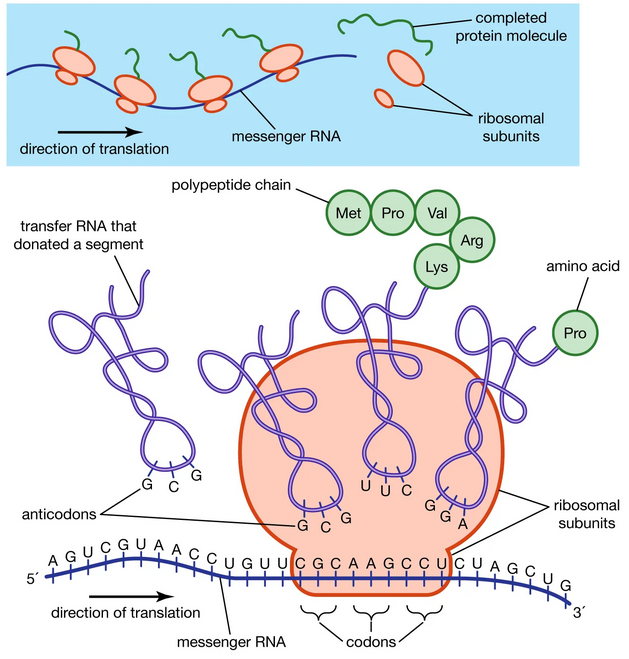 completed
protein molecule
ribosomal
subunits
messenger RNA
direction of translation
polypeptide chain
Met Pro Val
Arg
Lys
transfer RNA that
donated a segment
amino acid
Pro
G C G
U U C
G G A
anticodons
G C G
ribosomal
subunits
5′ A G U C G U A A C C U G U U C G C A A G C C U C U A G C U G 3′
direction of translation
messenger RNA
codons